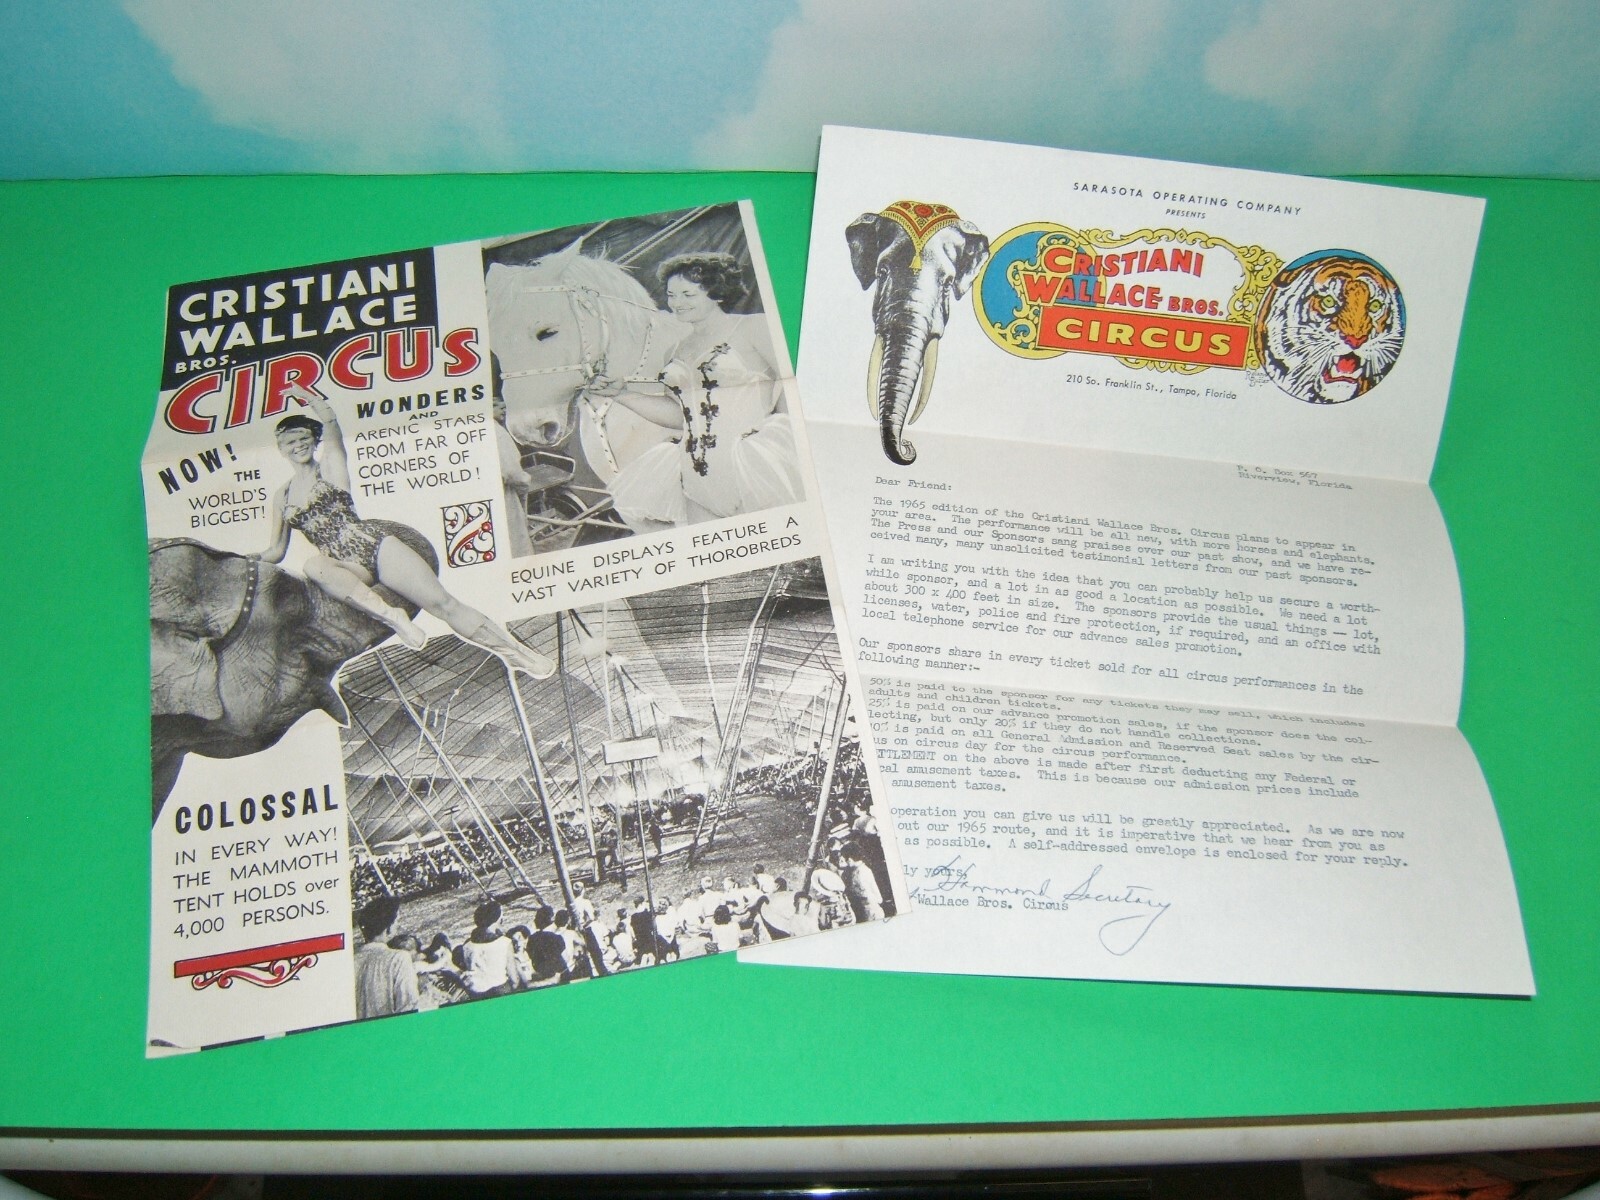 CRISTIANI
WALLACE
BROS.
CIRCUS
WONDERS
AND
ARENIC STARS
FROM FAR OFF
CORNERS OF
THE WORLD!
NOW!
THE
WORLD'S
BIGGEST!
EQUINE DISPLAYS FEATURE A
VAST VARIETY OF THOROBREDS
COLOSSAL
IN EVERY WAY!
THE MAMMOTH
TENT HOLDS over
4,000 PERSONS.
SARASOTA OPERATING COMPANY
PRESENTS
CRISTIANI
WALLACE BROS.
CIRCUS
210 So. Franklin St., Tampa, Florida
P. O. Box 567
Riverview, Florida
Dear Friend:
The 1965 edition of the Cristiani Wallace Bros. Circus plans to appear in
your area. The performance will be all new, with more horses and elephants.
The Press and our Sponsors sang praises over our past show, and we have re-
ceived many, many unsolicited testimonial letters from our past sponsors.
I am writing you with the idea that you can probably help us secure a worth-
while sponsor, and a lot in as good a location as possible. We need a lot
about 300 x 400 feet in size. The sponsors provide the usual things — lot,
licenses, water, police and fire protection, if required, and an office with
local telephone service for our advance sales promotion.
Our sponsors share in every ticket sold for all circus performances in the
following manner:-
50% is paid to the sponsor for any tickets they may sell, which includes
adults and children tickets.
25% is paid on our advance promotion sales, if the sponsor does the col-
lecting, but only 20% if they do not handle collections.
10% is paid on all General Admission and Reserved Seat sales by the cir-
us on circus day for the circus performance.
ETTLEMENT on the above is made after first deducting any Federal or
cal amusement taxes. This is because our admission prices include
amusement taxes.
operation you can give us will be greatly appreciated. As we are now
out our 1965 route, and it is imperative that we hear from you as
as possible. A self-addressed envelope is enclosed for your reply.
ly yours,
Hammond Secretary
Wallace Bros. Circus